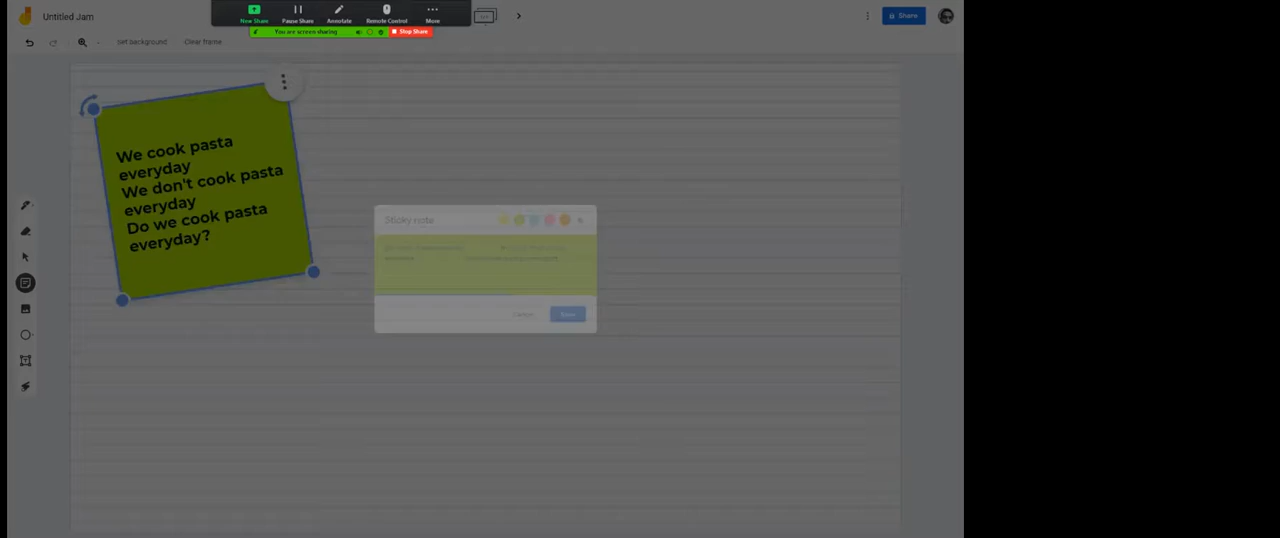 Untitled Jam
New Share
Pause Share
Annotate
Remote Control
More
You are screen sharing
Stop Share
Share
Set background
Clear frame
We cook pasta
everyday
We don't cook pasta
everyday
Do we cook pasta
everyday?
Sticky note
Cancel
Save